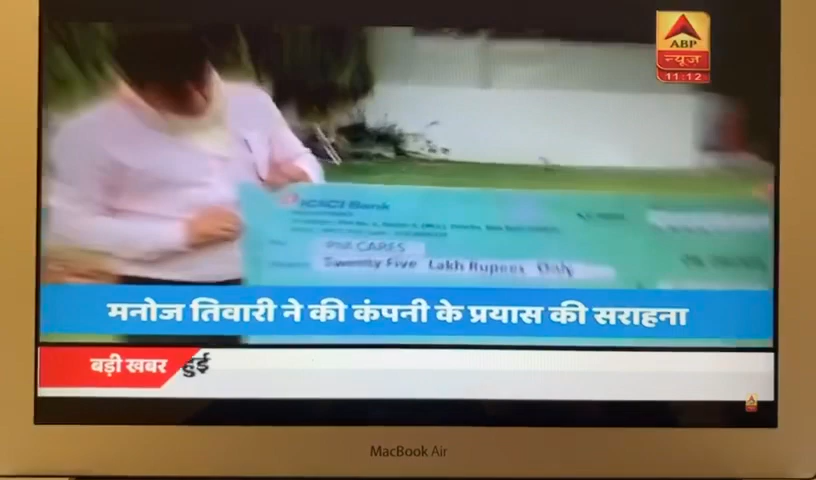 ABP
न्यूज़
11:12
ICICI Bank
PM CARES
Twenty Five Lakh Rupees Only
मनोज तिवारी ने की कंपनी के प्रयास की सराहना
बड़ी खबर हुई
MacBook Air